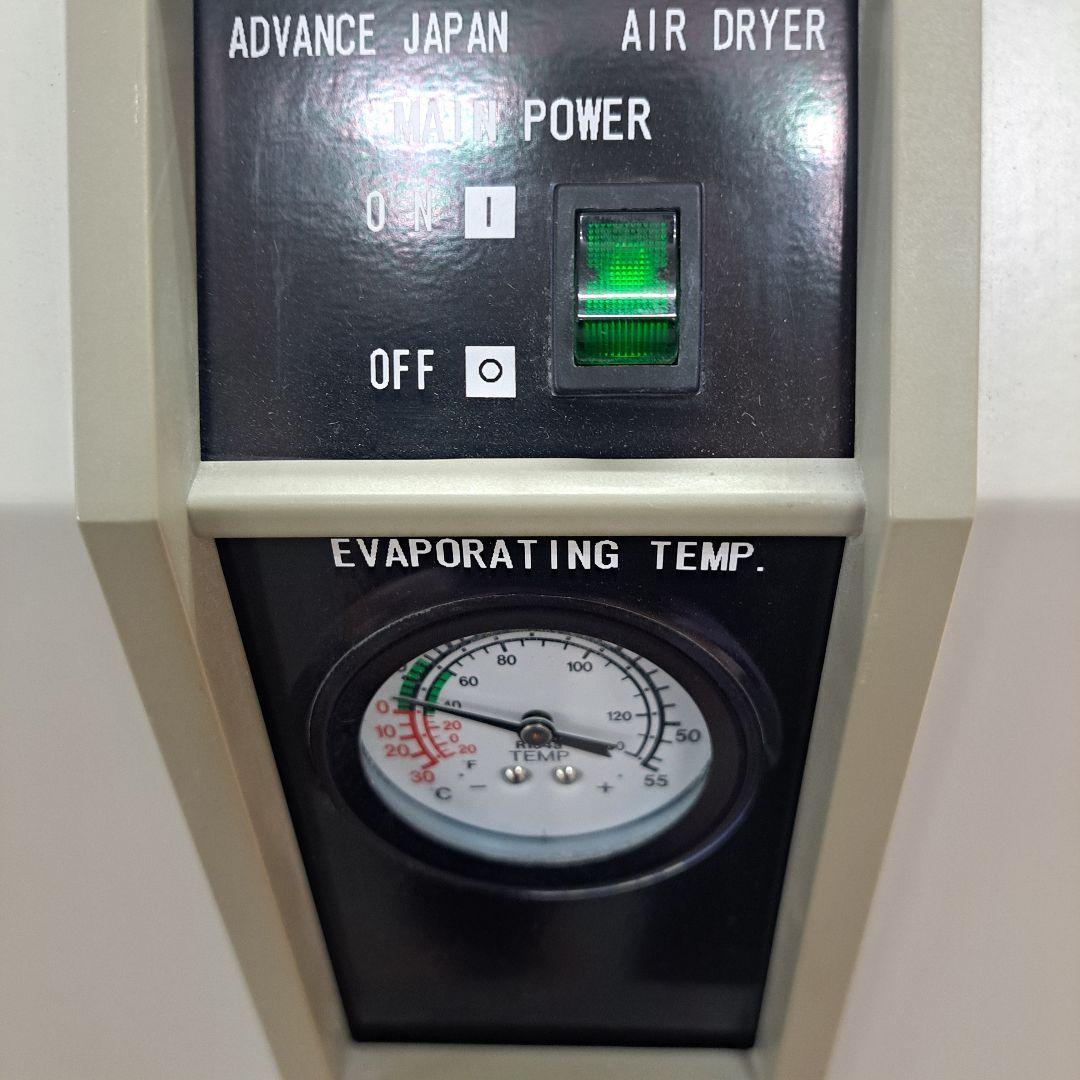 ADVANCE JAPAN AIR DRYER
MAIN POWER
ON I
OFF O
EVAPORATING TEMP.
80 100
60
0 40 120 50
10 20
20 0
20
30 °F 55
°C
TEMP
- +